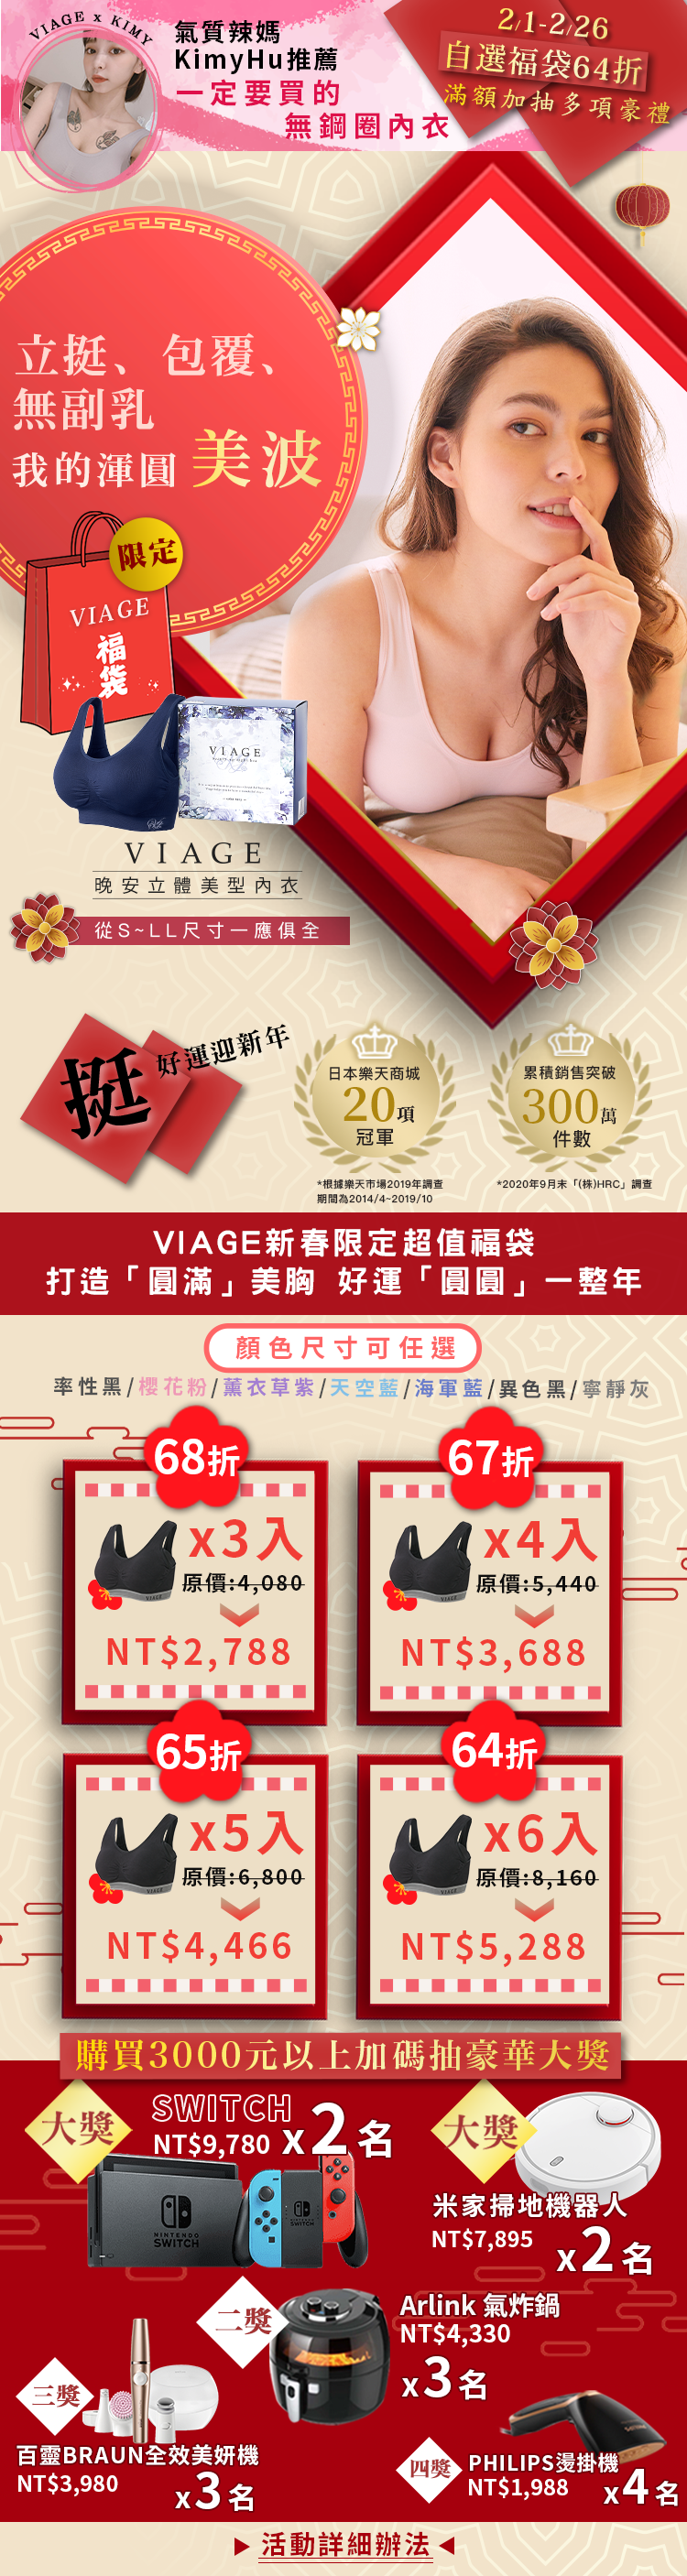 VIAGE x KIMY
氣質辣媽
KimyHu推薦
一定要買的
無鋼圈內衣
2/1-2/26
自選福袋64折
滿額加抽多項豪禮
立挺、包覆、
無副乳
我的渾圓 美波
限定
VIAGE
福袋
VIAGE
VIAGE
晚安立體美型內衣
從S~LL尺寸一應俱全
挺
好運迎新年
日本樂天商城
20項
冠軍
*根據樂天市場2019年調查
期間為2014/4~2019/10
累積銷售突破
300萬
件數
*2020年9月末「(株)HRC」調查
VIAGE新春限定超值福袋
打造「圓滿」美胸 好運「圓圓」一整年
顏色尺寸可任選
率性黑/櫻花粉/薰衣草紫/天空藍/海軍藍/異色黑/寧靜灰
68折
x3入
原價:4,080
NT$2,788
67折
x4入
原價:5,440
NT$3,688
65折
x5入
原價:6,800
NT$4,466
64折
x6入
原價:8,160
NT$5,288
購買3000元以上加碼抽豪華大獎
大獎
SWITCH
NT$9,780 x2名
NINTENDO
SWITCH
NINTENDO
SWITCH
大獎
米家掃地機器人
NT$7,895
x2名
二獎
Arlink 氣炸鍋
NT$4,330
x3名
三獎
百靈BRAUN全效美妍機
NT$3,980
x3名
四獎
PHILIPS燙掛機
NT$1,988
x4名
活動詳細辦法